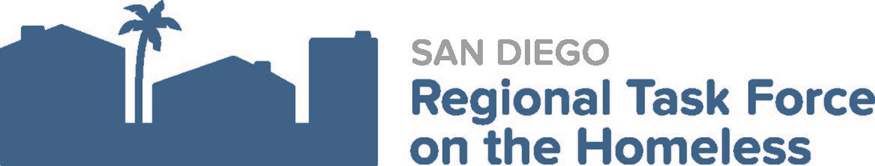 SAN DIEGO
Regional Task Force
on the Homeless